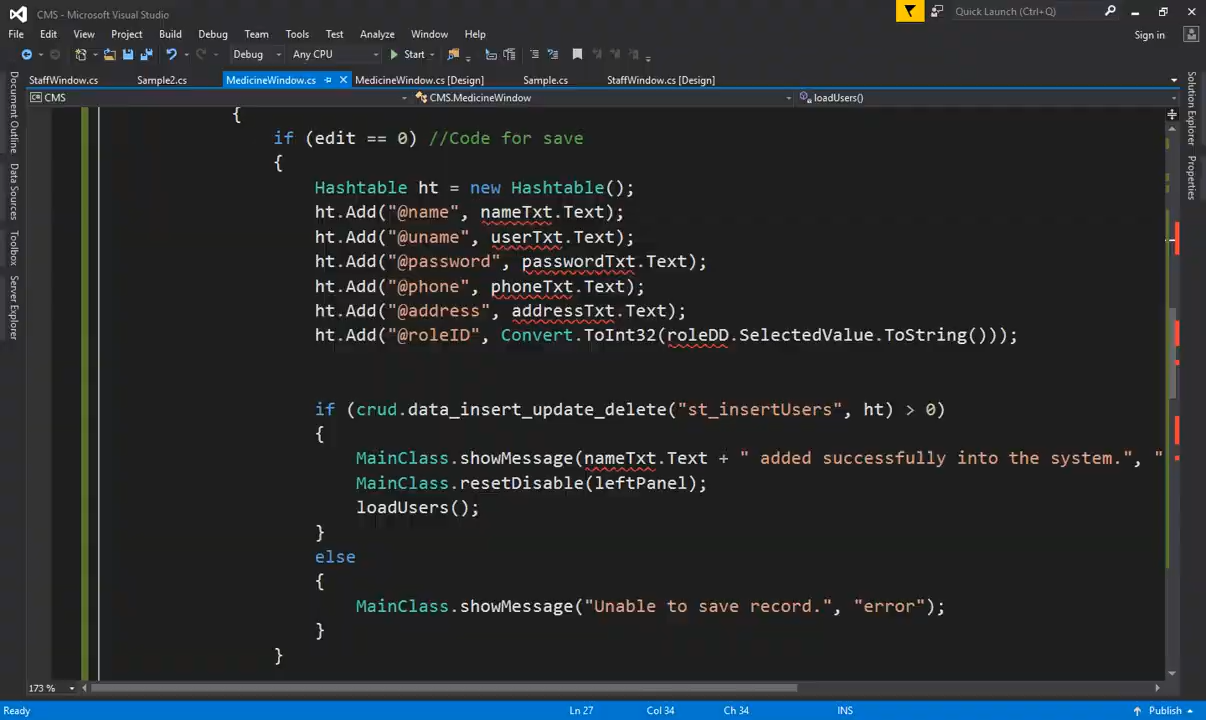 CMS - Microsoft Visual Studio
Quick Launch (Ctrl+Q)
File Edit View Project Build Debug Team Tools Test Analyze Window Help
Sign in
Debug Any CPU Start
StaffWindow.cs Sample2.cs MedicineWindow.cs MedicineWindow.cs [Design] Sample.cs StaffWindow.cs [Design]
CMS CMS.MedicineWindow loadUsers()
Document Outline
Data Sources
Toolbox
Server Explorer
Solution Explorer
Properties
{
if (edit == 0) //Code for save
{
Hashtable ht = new Hashtable();
ht.Add("@name", nameTxt.Text);
ht.Add("@uname", userTxt.Text);
ht.Add("@password", passwordTxt.Text);
ht.Add("@phone", phoneTxt.Text);
ht.Add("@address", addressTxt.Text);
ht.Add("@roleID", Convert.ToInt32(roleDD.SelectedValue.ToString()));
if (crud.data_insert_update_delete("st_insertUsers", ht) > 0)
{
MainClass.showMessage(nameTxt.Text + " added successfully into the system.", "
MainClass.resetDisable(leftPanel);
loadUsers();
}
else
{
MainClass.showMessage("Unable to save record.", "error");
}
}
173 %
Ready Ln 27 Col 34 Ch 34 INS Publish